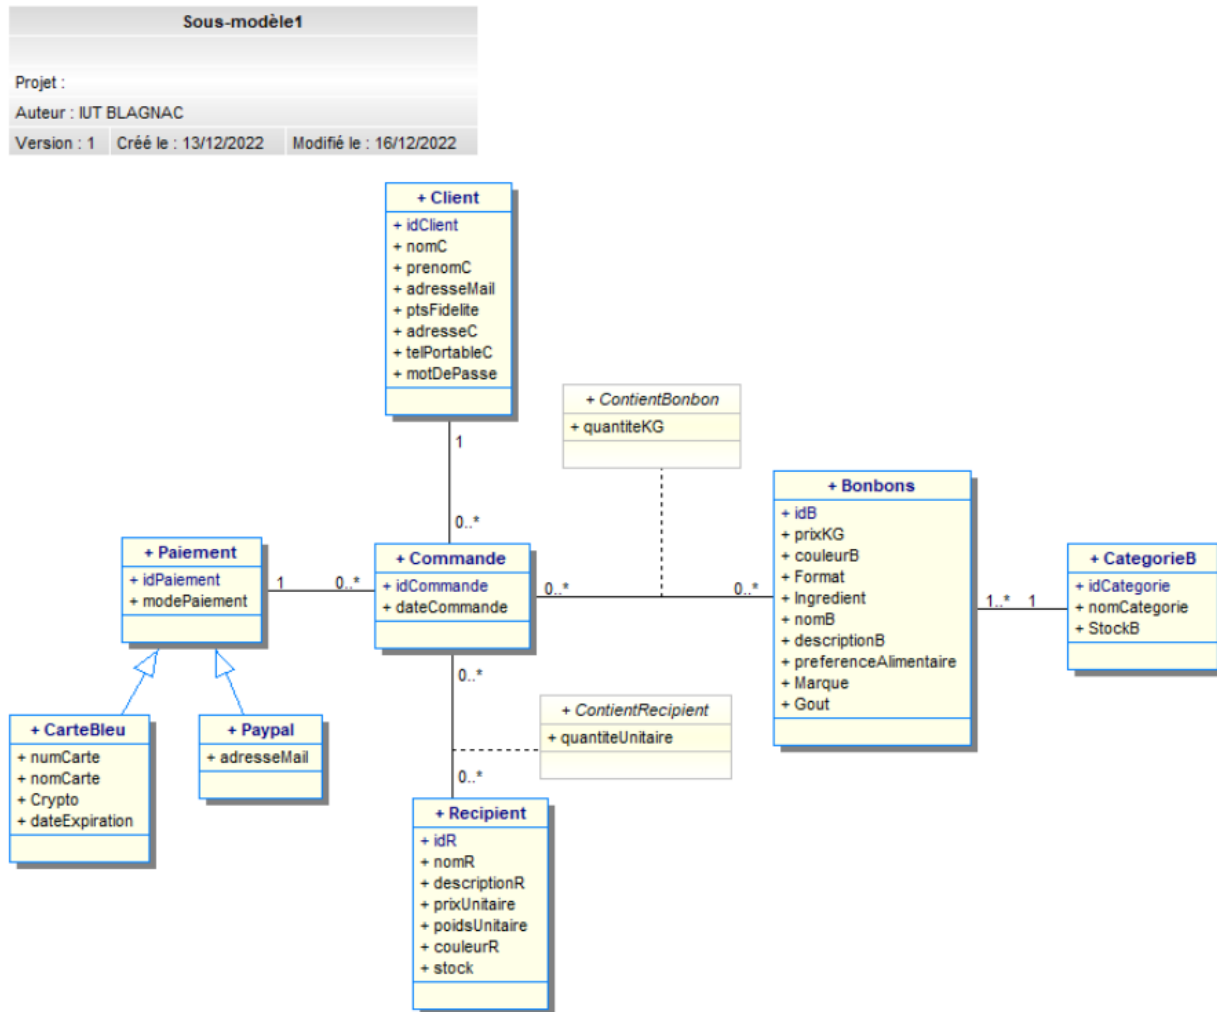 Sous-modèle1
Projet :
Auteur : IUT BLAGNAC
Version : 1 Créé le : 13/12/2022 Modifié le : 16/12/2022
+ Client
+ idClient
+ nomC
+ prenomC
+ adresseMail
+ ptsFidelite
+ adresseC
+ telPortableC
+ motDePasse
1
0..*
+ ContientBonbon
+ quantiteKG
+ Paiement
+ idPaiement
+ modePaiement
1 0..*
+ Commande
+ idCommande
+ dateCommande
0..* 0..*
+ Bonbons
+ idB
+ prixKG
+ couleurB
+ Format
+ Ingredient
+ nomB
+ descriptionB
+ preferenceAlimentaire
+ Marque
+ Gout
1..* 1
+ CategorieB
+ idCategorie
+ nomCategorie
+ StockB
+ CarteBleu
+ numCarte
+ nomCarte
+ Crypto
+ dateExpiration
+ Paypal
+ adresseMail
0..*
+ ContientRecipient
+ quantiteUnitaire
0..*
+ Recipient
+ idR
+ nomR
+ descriptionR
+ prixUnitaire
+ poidsUnitaire
+ couleurR
+ stock